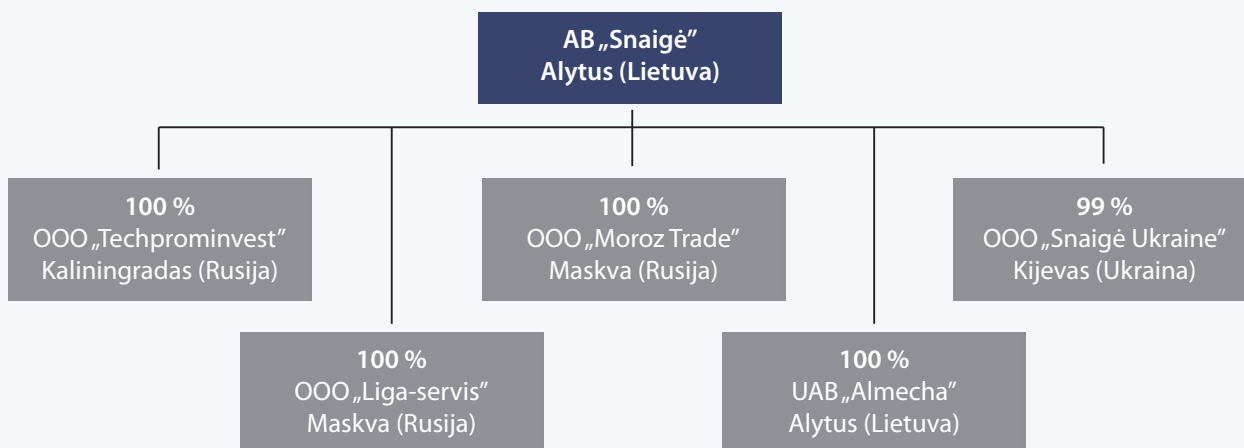 AB „Snaigė”
Alytus (Lietuva)
100 %
OOO „Techprominvest”
Kaliningradas (Rusija)
100 %
OOO „Moroz Trade”
Maskva (Rusija)
99 %
OOO „Snaigė Ukraine”
Kijevas (Ukraina)
100 %
OOO „Liga-servis”
Maskva (Rusija)
100 %
UAB „Almecha”
Alytus (Lietuva)